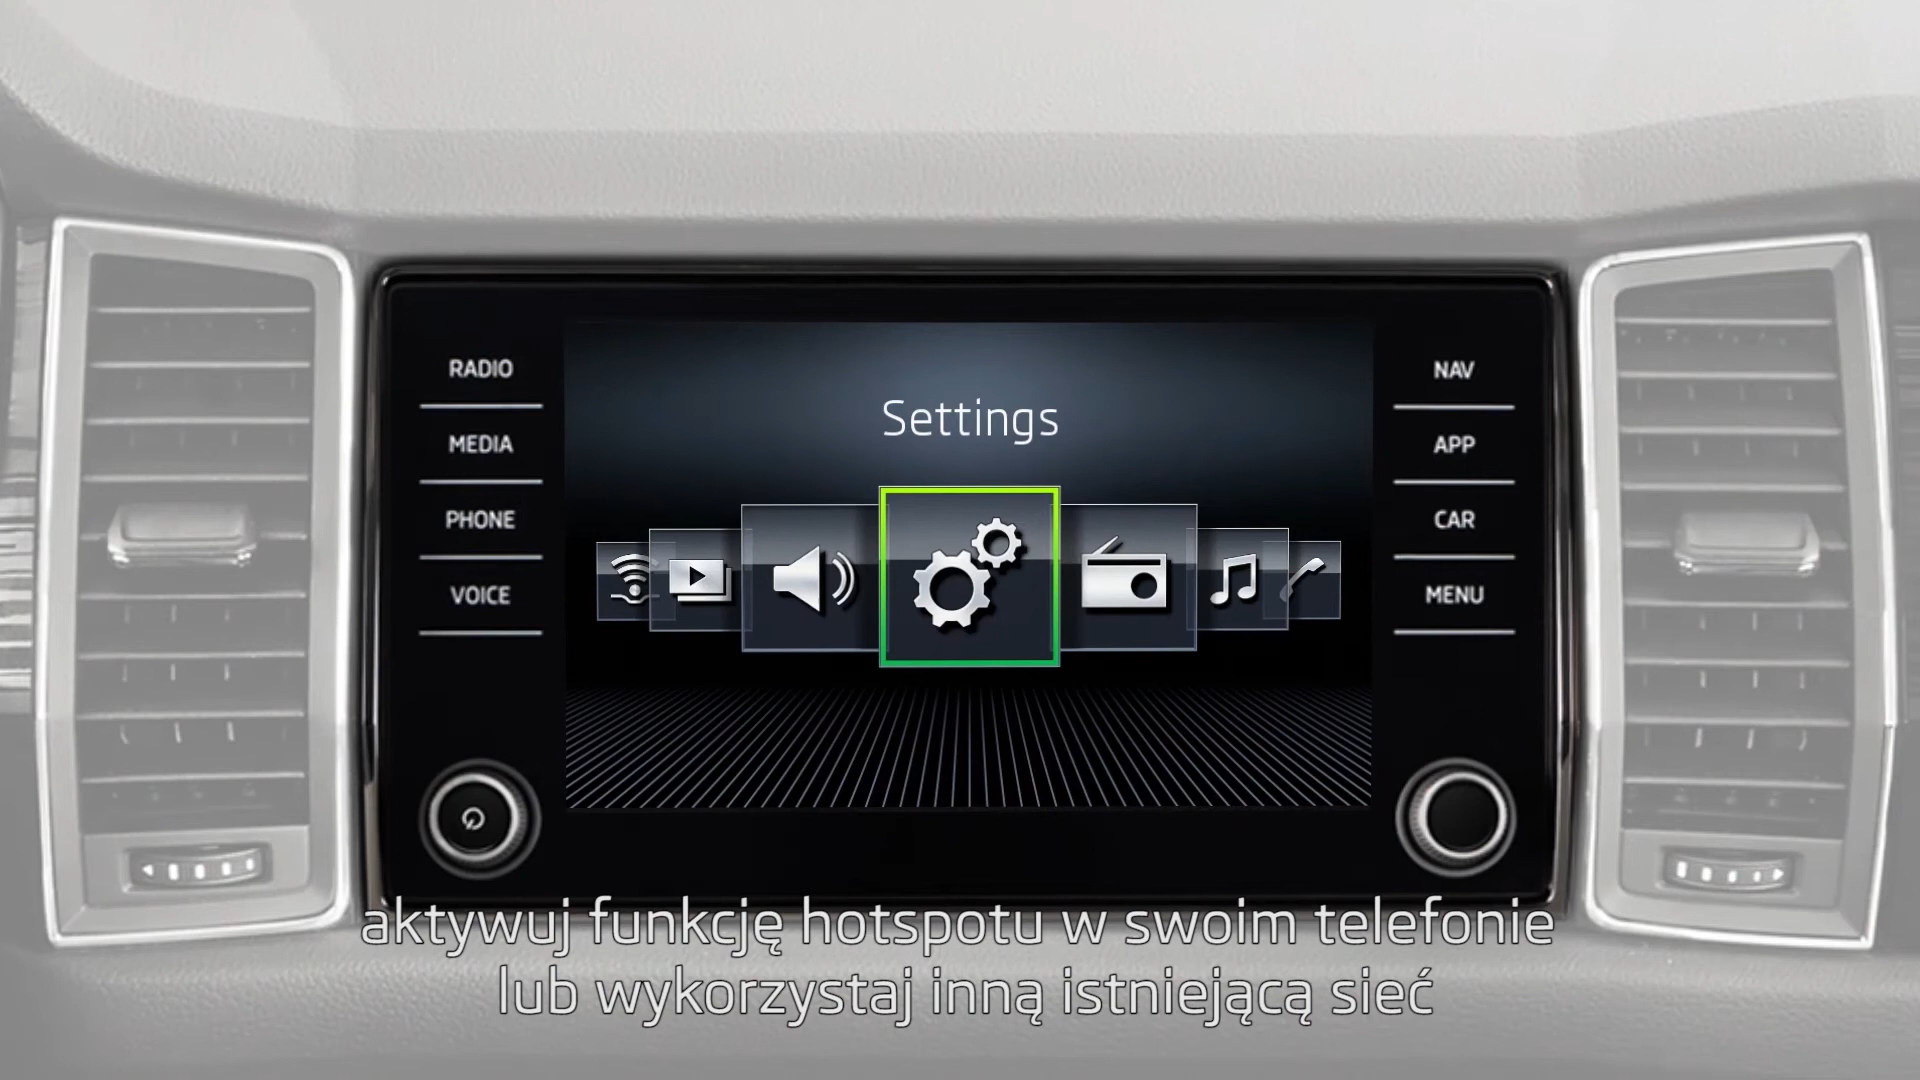 RADIO
MEDIA
PHONE
VOICE
Settings
NAV
APP
CAR
MENU
aktywuj funkcję hotspotu w swoim telefonie
lub wykorzystaj inną istniejącą sieć